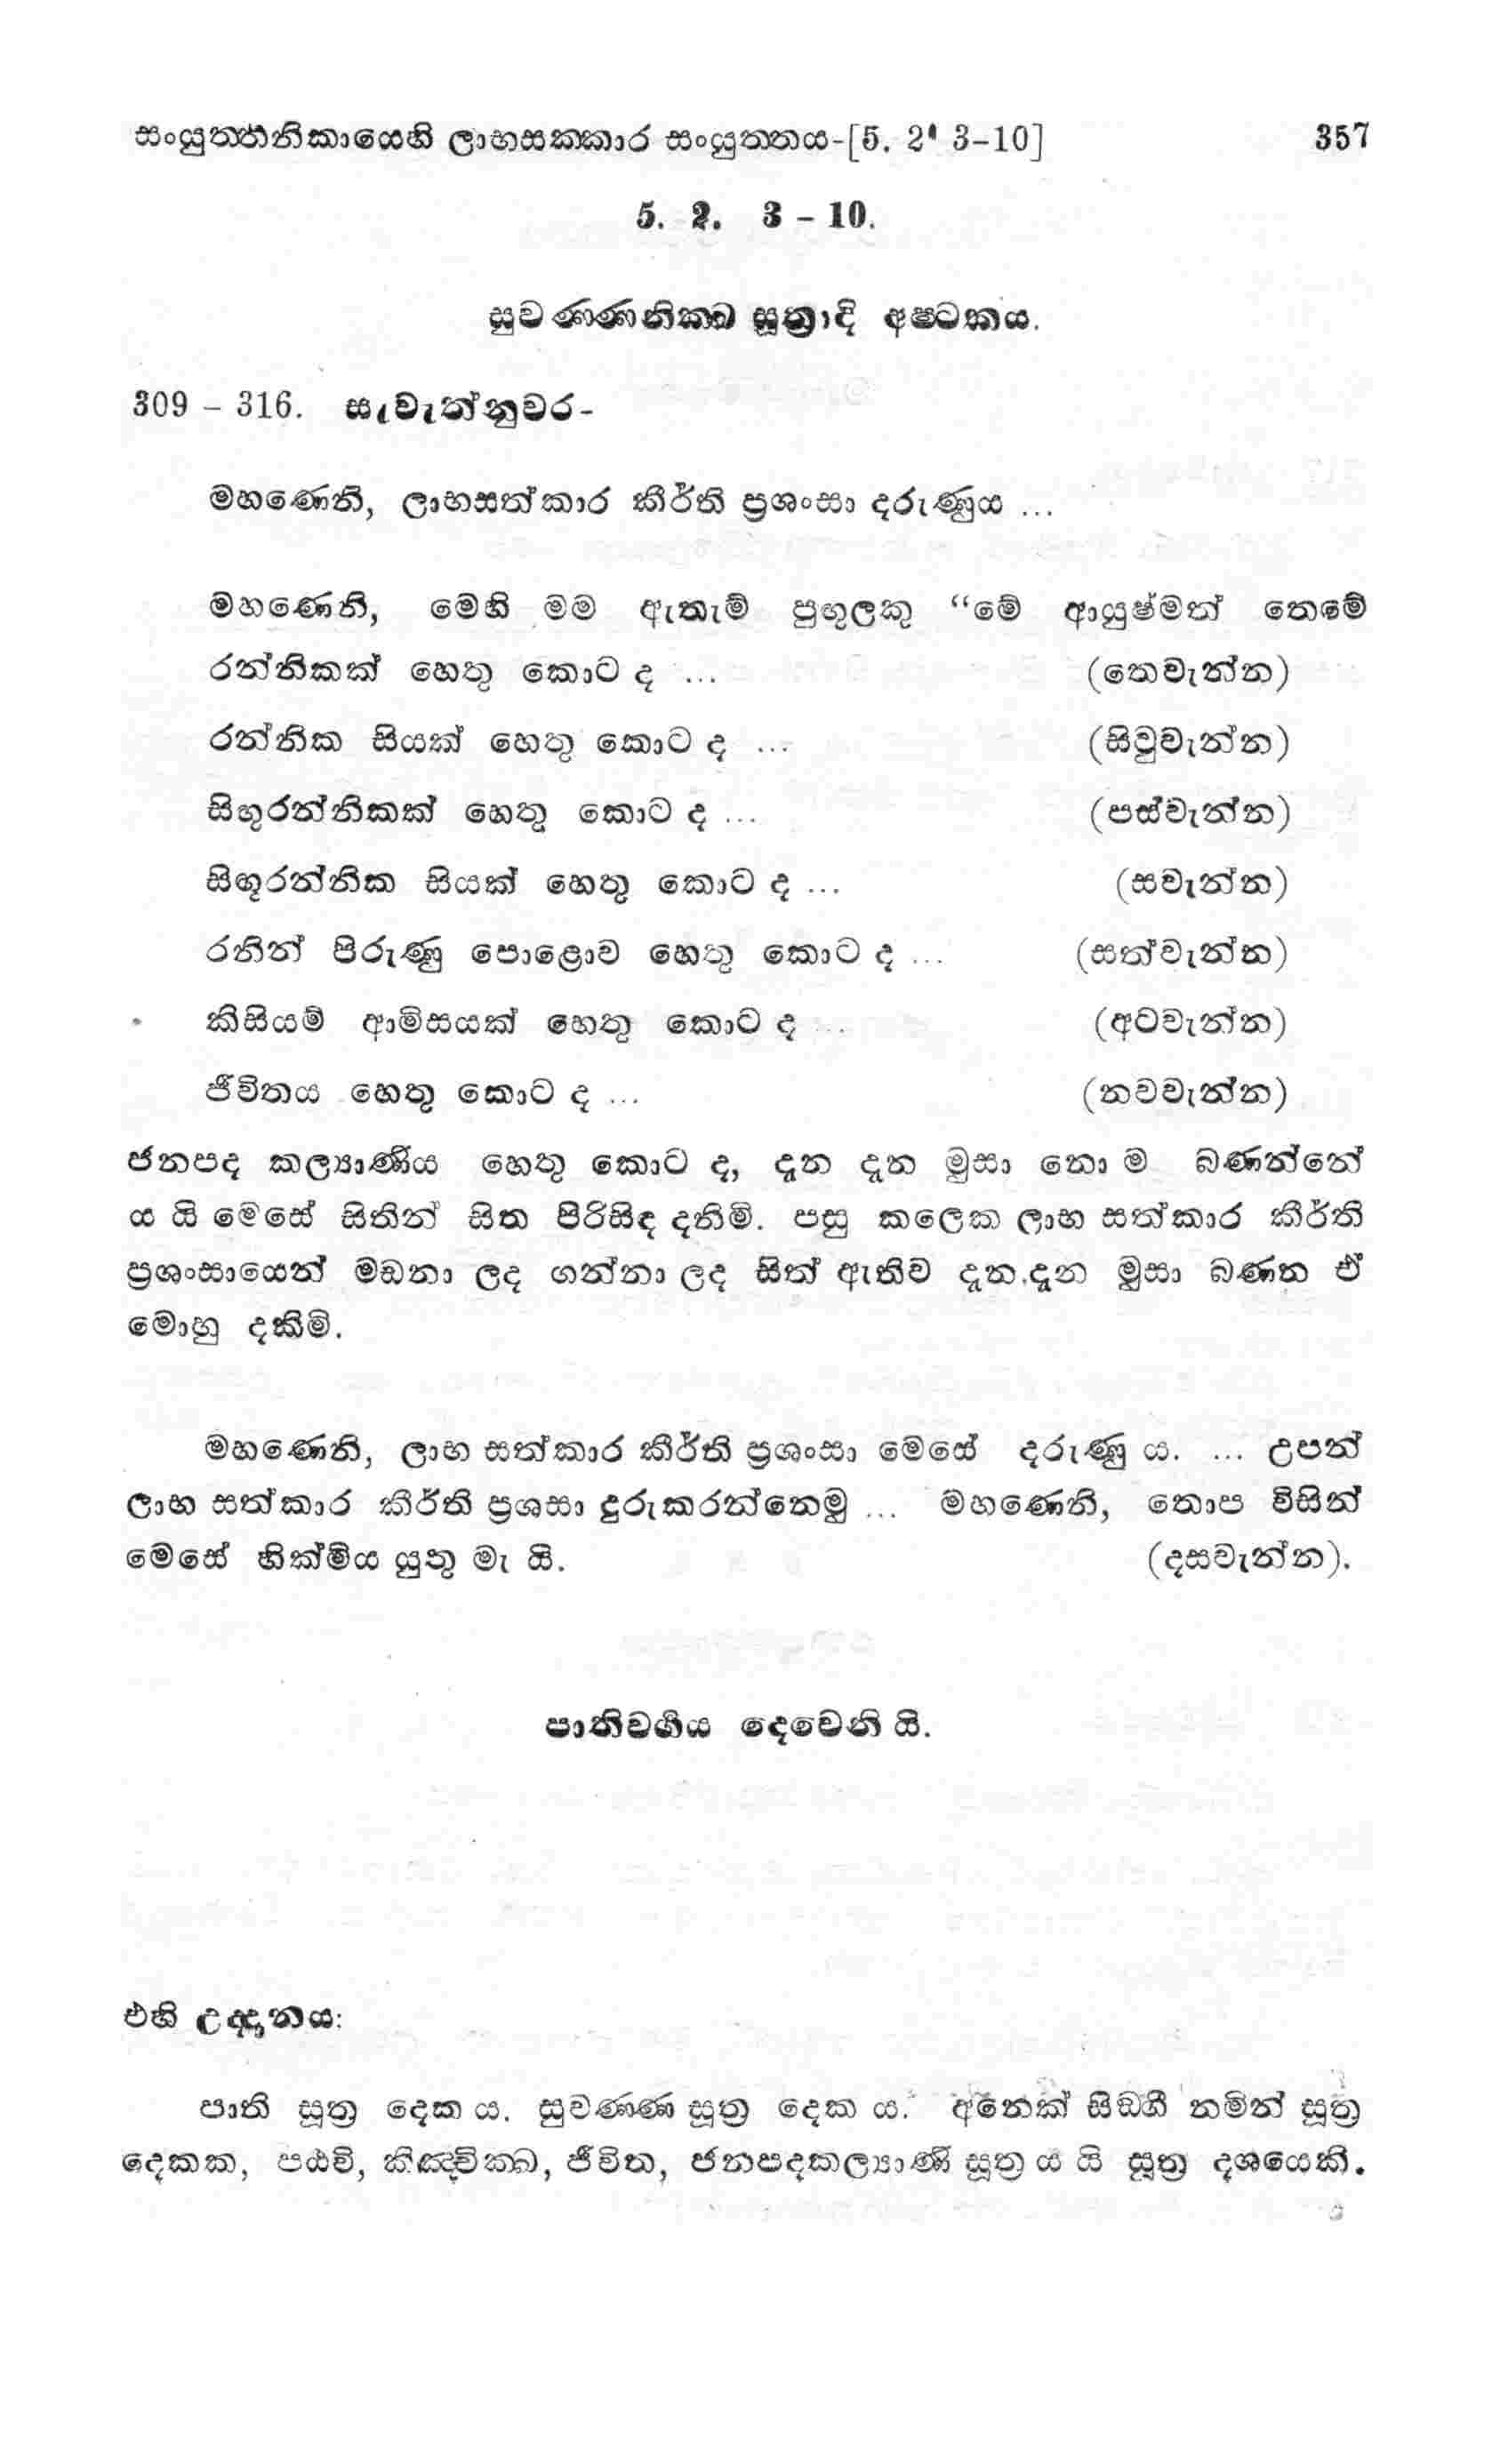 සංයුත්තනිකායෙහි ලාභසක්කාර සංයුත්තය-[5. 2. 3-10] 357
5. 2. 3 - 10.
සුවණ්ණනික්ඛ සූත්‍රාදි අෂ්ටකය.
309 - 316. සැවැත්නුවර-
මහණෙනි, ලාභසත්කාර කීර්ති ප්‍රශංසා දරුණුය ...
මහණෙනි, මෙහි මම ඇතැම් පුඟුලකු “මේ ආයුෂ්මත් තෙමේ
රන්නිකක් හෙතු කොට ද ... (තෙවැන්න)
රන්නික සියක් හෙතු කොට ද ... (සිවුවැන්න)
සිඟුරන්නිකක් හෙතු කොට ද ... (පස්වැන්න)
සිඟුරන්නික සියක් හෙතු කොට ද ... (සවැන්න)
රනින් පිරුණු පොළොව හෙතු කොට ද ... (සත්වැන්න)
කිසියම් ආමිසයක් හෙතු කොට ද ... (අටවැන්න)
ජීවිතය හෙතු කොට ද ... (නවවැන්න)
ජනපද කල්‍යාණිය හෙතු කොට ද, දැන දැන මුසා නො ම බණන්නේ
ය යි මෙසේ සිතින් සිත පිරිසිඳ දනිමි. පසු කලෙක ලාභ සත්කාර කීර්ති
ප්‍රශංසායෙන් මඩනා ලද ගන්නා ලද සිත් ඇතිව දැන දැන මුසා බණන ඒ
මොහු දකිමි.
මහණෙනි, ලාභ සත්කාර කීර්ති ප්‍රශංසා මෙසේ දරුණු ය. ... උපන්
ලාභ සත්කාර කීර්ති ප්‍රශසා දුරුකරන්නෙමු ... මහණෙනි, තොප විසින්
මෙසේ හික්මිය යුතු මැ යි. (දසවැන්න).
පාතිවර්‍ගය දෙවෙනි යි.
එහි උද්දානය:
පාති සූත්‍ර දෙක ය. සුවණ්ණ සූත්‍ර දෙක ය. අනෙක් සිඞ්ගී නමින් සූත්‍ර
දෙකක, පඨවි, කිඤ්චික්ඛ, ජීවිත, ජනපදකල්‍යාණි සූත්‍ර ය යි සූත්‍ර දශයෙකි.